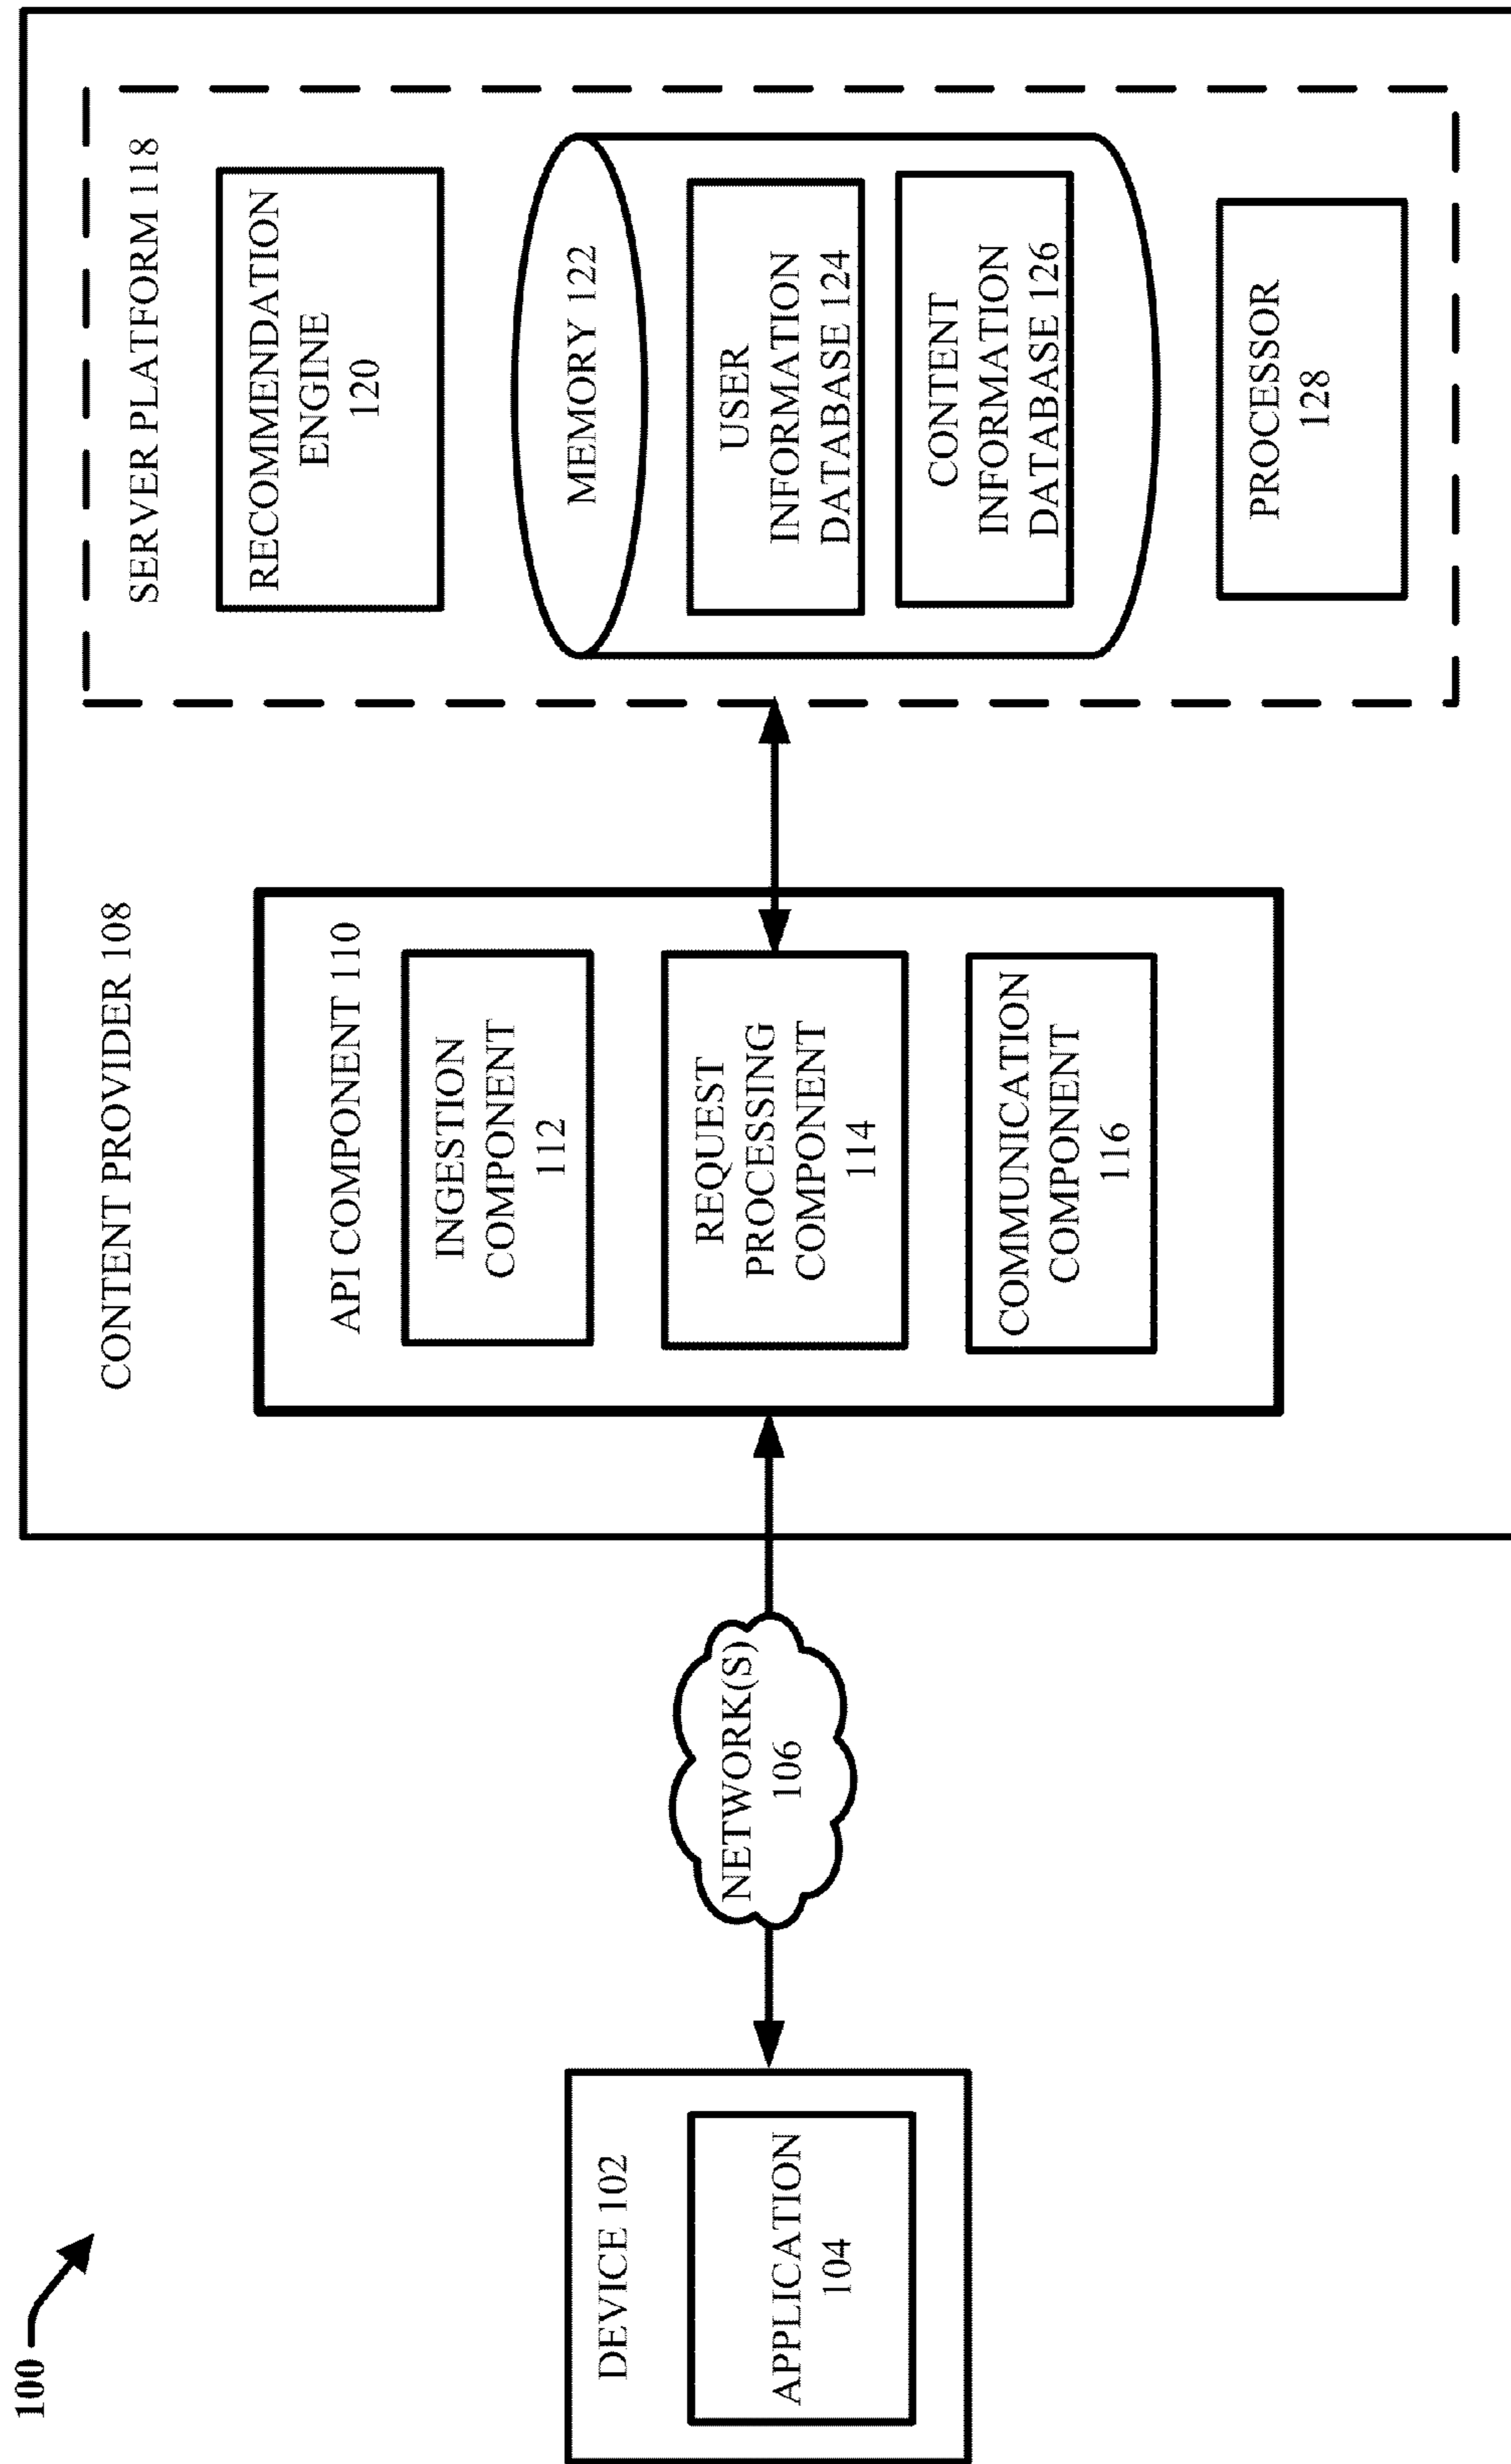 100
DEVICE 102
APPLICATION
104
NETWORK(S)
106
CONTENT PROVIDER 108
API COMPONENT 110
INGESTION
COMPONENT
112
REQUEST
PROCESSING
COMPONENT
114
COMMUNICATION
COMPONENT
116
SERVER PLATFORM 118
RECOMMENDATION
ENGINE
120
MEMORY 122
USER
INFORMATION
DATABASE 124
CONTENT
INFORMATION
DATABASE 126
PROCESSOR
128